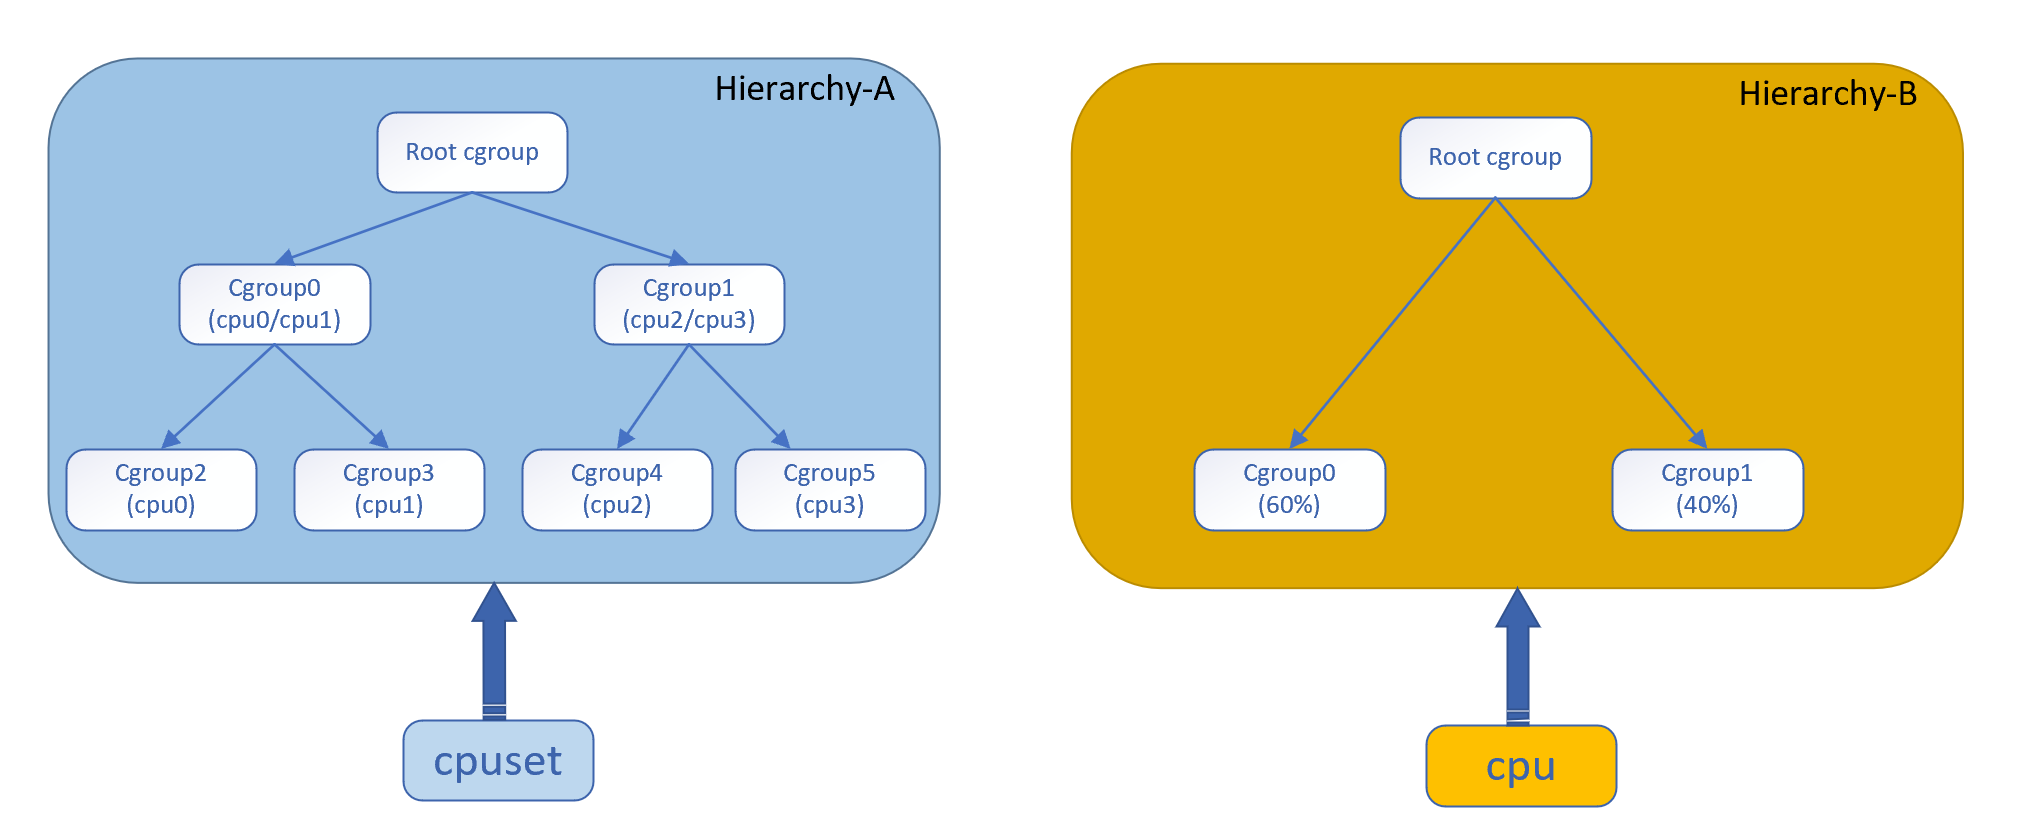 Hierarchy-A
Root cgroup
Cgroup0
(cpu0/cpu1)
Cgroup1
(cpu2/cpu3)
Cgroup2
(cpu0)
Cgroup3
(cpu1)
Cgroup4
(cpu2)
Cgroup5
(cpu3)
cpuset
Hierarchy-B
Root cgroup
Cgroup0
(60%)
Cgroup1
(40%)
cpu